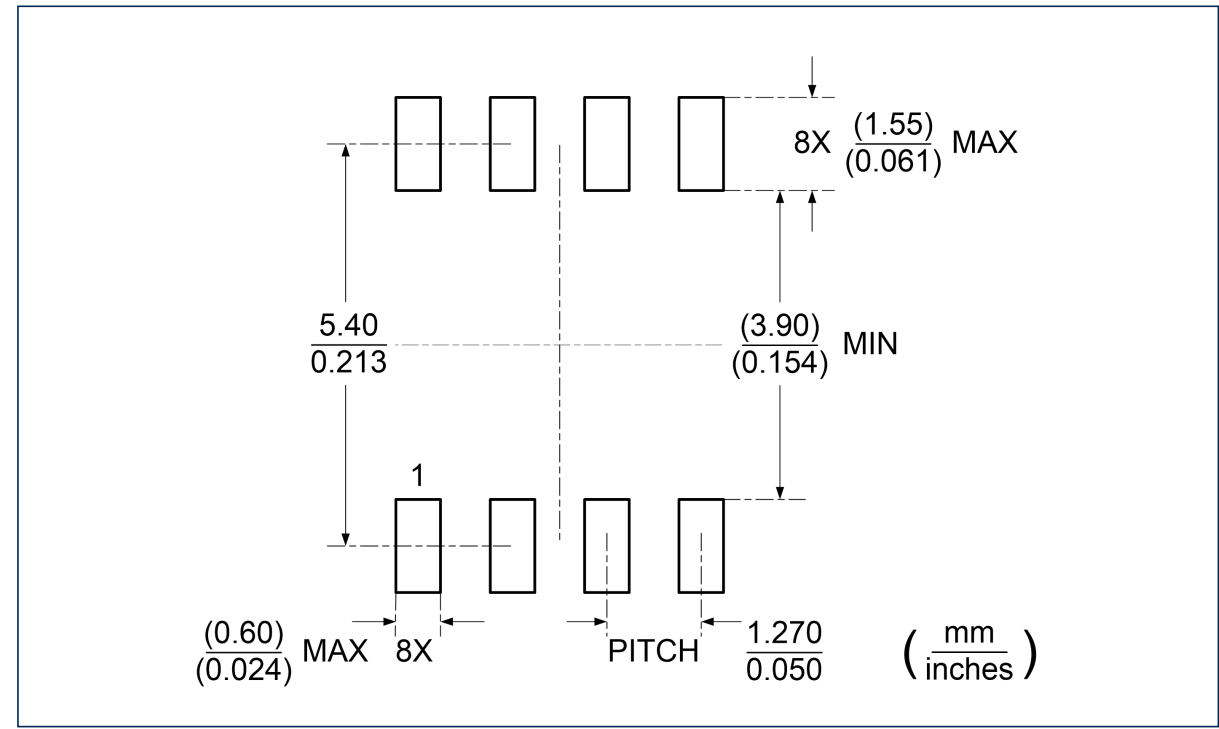 8X (1.55) MAX
(0.061)
5.40
0.213
(3.90) MIN
(0.154)
1
(0.60) MAX 8X
(0.024)
PITCH 1.270
0.050
( mm
inches )